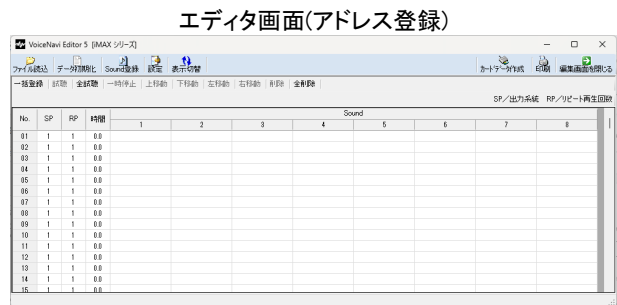 エディタ画面(アドレス登録)
VoiceNavi Editor 5 [iMAX シリーズ]
ファイル読込 データ初期化 Sound登録 設定 表示切替 カードデータ作成 印刷 編集画面を閉じる
一括登録 試聴 全試聴 一時停止 上移動 下移動 左移動 右移動 削除 全削除
SP/出力系統 RP/リピート再生回数
No. SP RP 時間 Sound
1 2 3 4 5 6 7 8
01 1 1 0.0
02 1 1 0.0
03 1 1 0.0
04 1 1 0.0
05 1 1 0.0
06 1 1 0.0
07 1 1 0.0
08 1 1 0.0
09 1 1 0.0
10 1 1 0.0
11 1 1 0.0
12 1 1 0.0
13 1 1 0.0
14 1 1 0.0
15 1 1 0.0